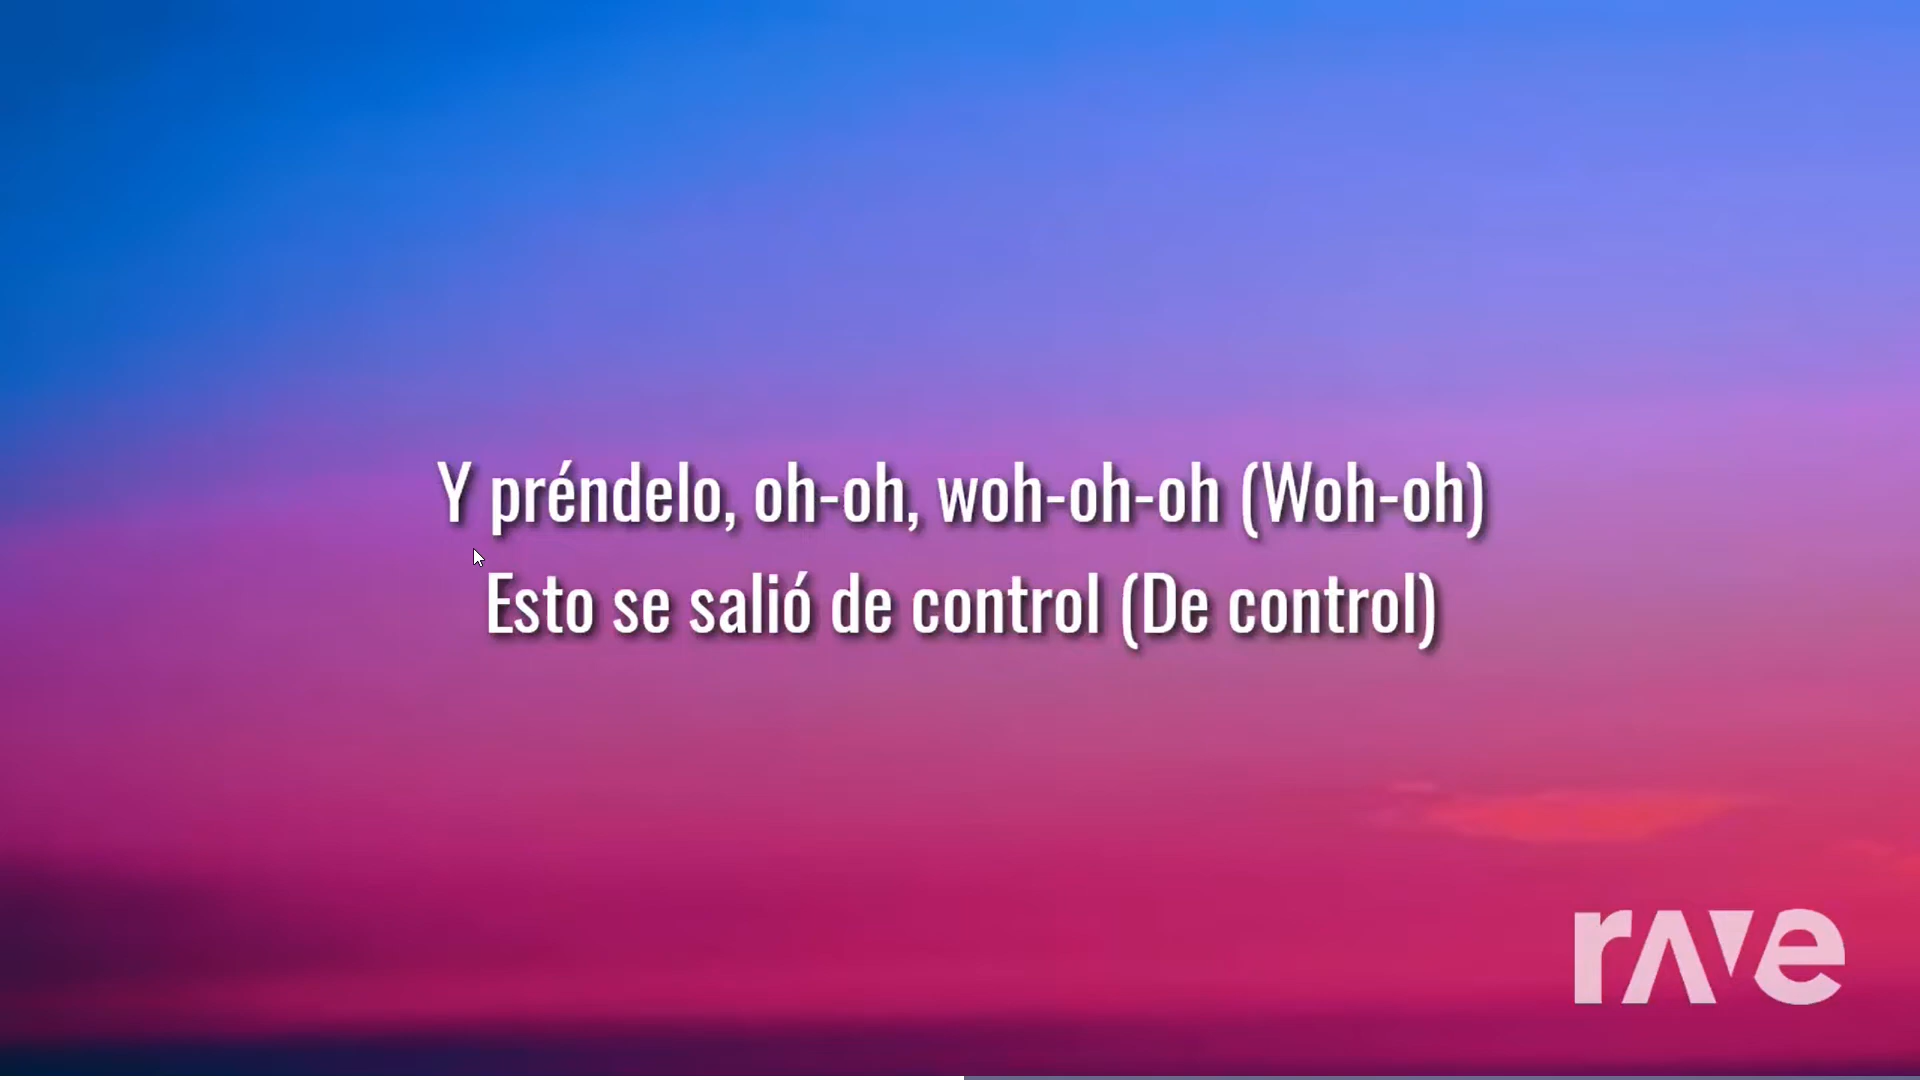 Y préndelo, oh-oh, woh-oh-oh (Woh-oh)
Esto se salió de control (De control)
rave